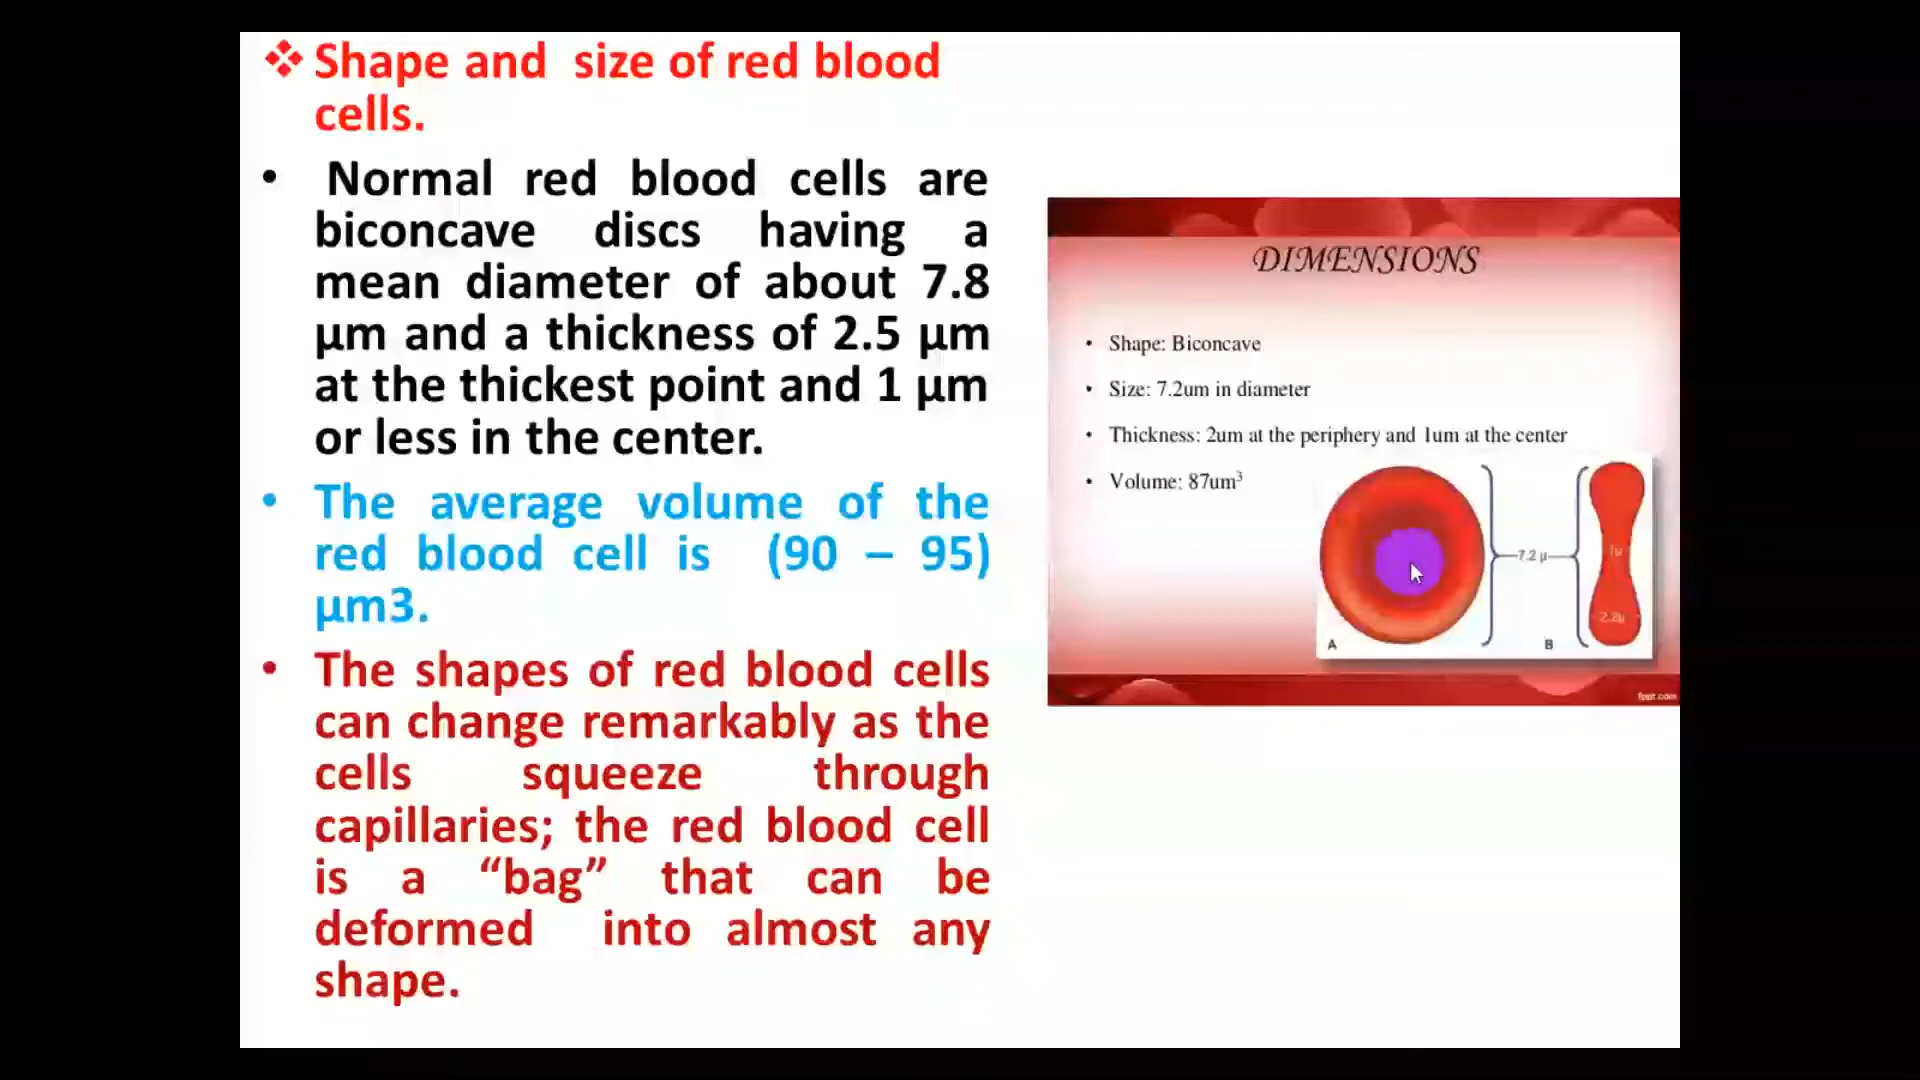 ❖ Shape and size of red blood
cells.
• Normal red blood cells are
biconcave discs having a
mean diameter of about 7.8
µm and a thickness of 2.5 µm
at the thickest point and 1 µm
or less in the center.
• The average volume of the
red blood cell is (90 – 95)
µm3.
• The shapes of red blood cells
can change remarkably as the
cells squeeze through
capillaries; the red blood cell
is a “bag” that can be
deformed into almost any
shape.
DIMENSIONS
• Shape: Biconcave
• Size: 7.2um in diameter
• Thickness: 2um at the periphery and 1um at the center
• Volume: 87um³
7.2 µ
1µ
2.2µ
A
B
fppt.com